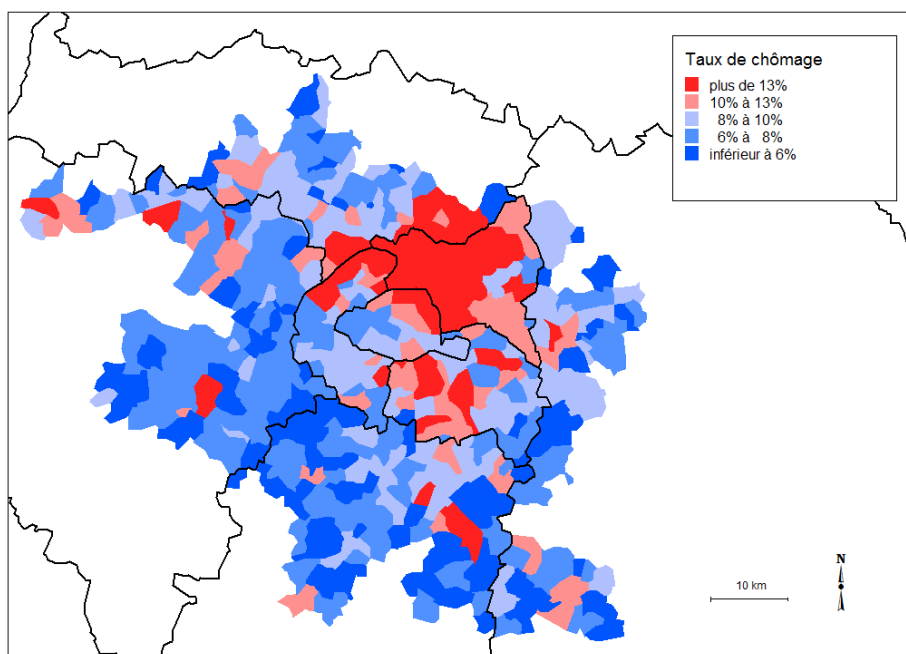 Taux de chômage
plus de 13%
10% à 13%
8% à 10%
6% à 8%
inférieur à 6%
N
10 km